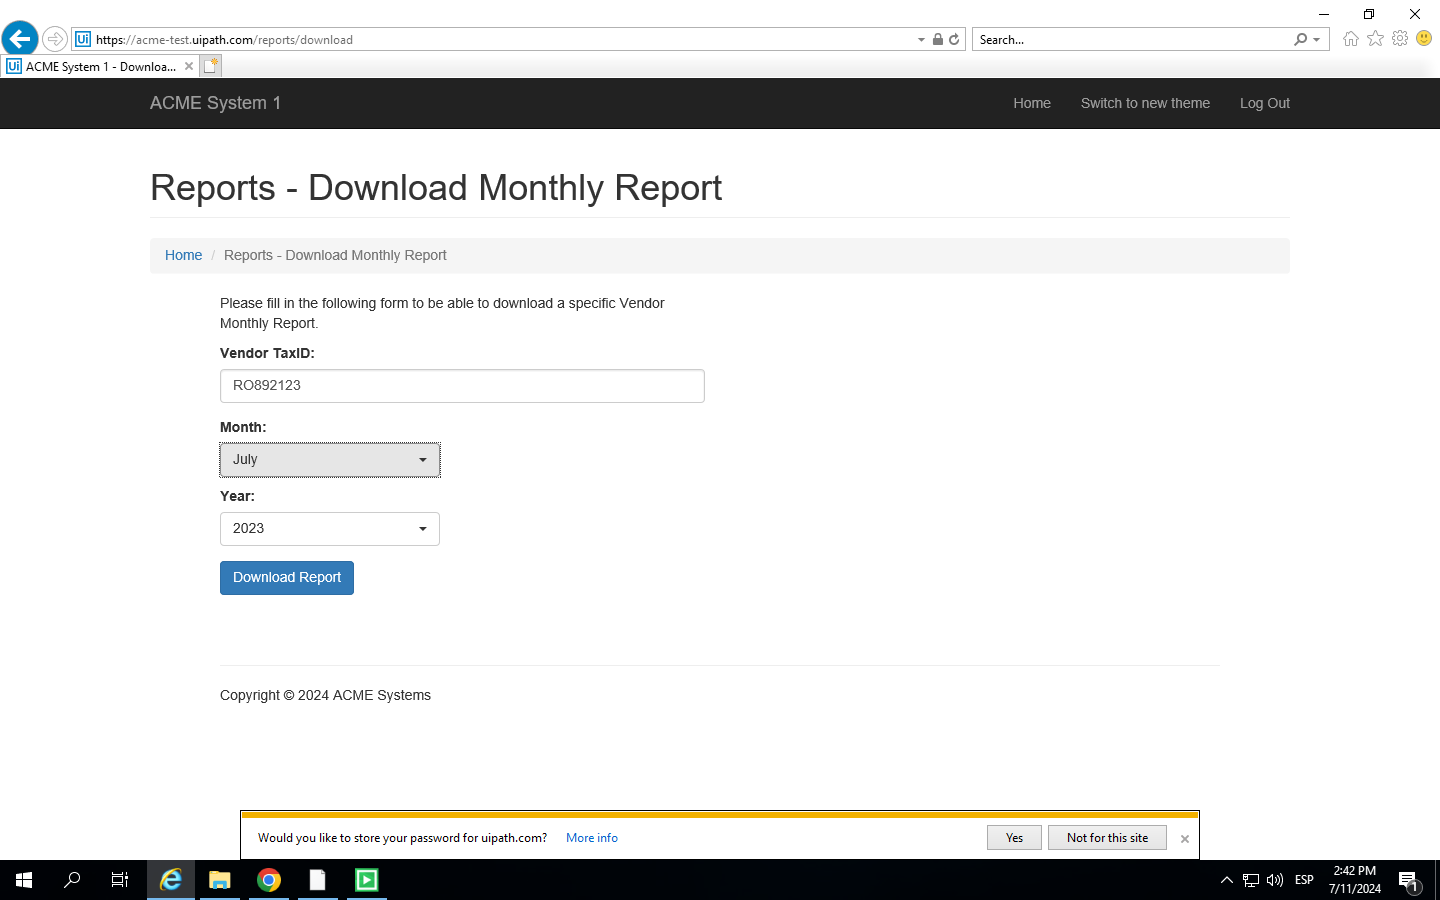 https://acme-test.uipath.com/reports/download
Search...
ACME System 1 - Downloa...
ACME System 1
Home
Switch to new theme
Log Out
Reports - Download Monthly Report
Home / Reports - Download Monthly Report
Please fill in the following form to be able to download a specific Vendor
Monthly Report.
Vendor TaxID:
RO892123
Month:
July
Year:
2023
Download Report
Copyright © 2024 ACME Systems
Would you like to store your password for uipath.com? More info
Yes
Not for this site
ESP
2:42 PM
7/11/2024
1